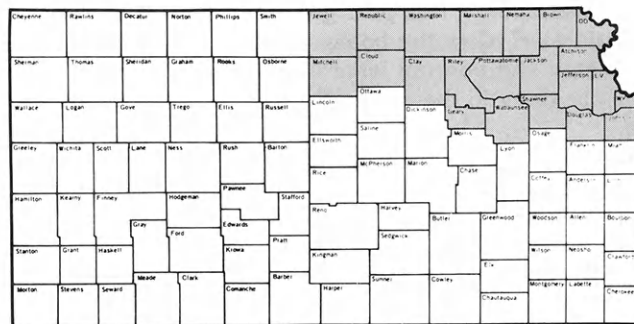 Cheyenne Rawlins Decatur Norton Phillips Smith Jewell Republic Washington Marshall Nemaha Brown DO
Atchison
Sherman Thomas Sheridan Graham Rooks Osborne Mitchell Cloud Clay Riley Pottawatomie Jackson
Jefferson LV
Ottawa
Wallace Logan Gove Trego Ellis Russell Lincoln Dickinson Geary Wabaunsee Shawnee WY
Douglas Johnson
Saline Morris Osage
Ellsworth Lyon Franklin Miami
Greeley Wichita Scott Lane Ness Rush Barton McPherson Marion
Rice Chase Coffey Anderson Linn
Pawnee
Hamilton Kearny Finney Hodgeman Stafford
Reno Harvey
Gray Edwards Butler Greenwood Woodson Allen Bourbon
Ford Sedgwick
Pratt
Stanton Grant Haskell Kiowa Kingman Wilson Neosho
Crawford
Elk
Meade Clark Barber Sumner Cowley Montgomery Labette
Morton Stevens Seward Comanche Harper Chautauqua Cherokee